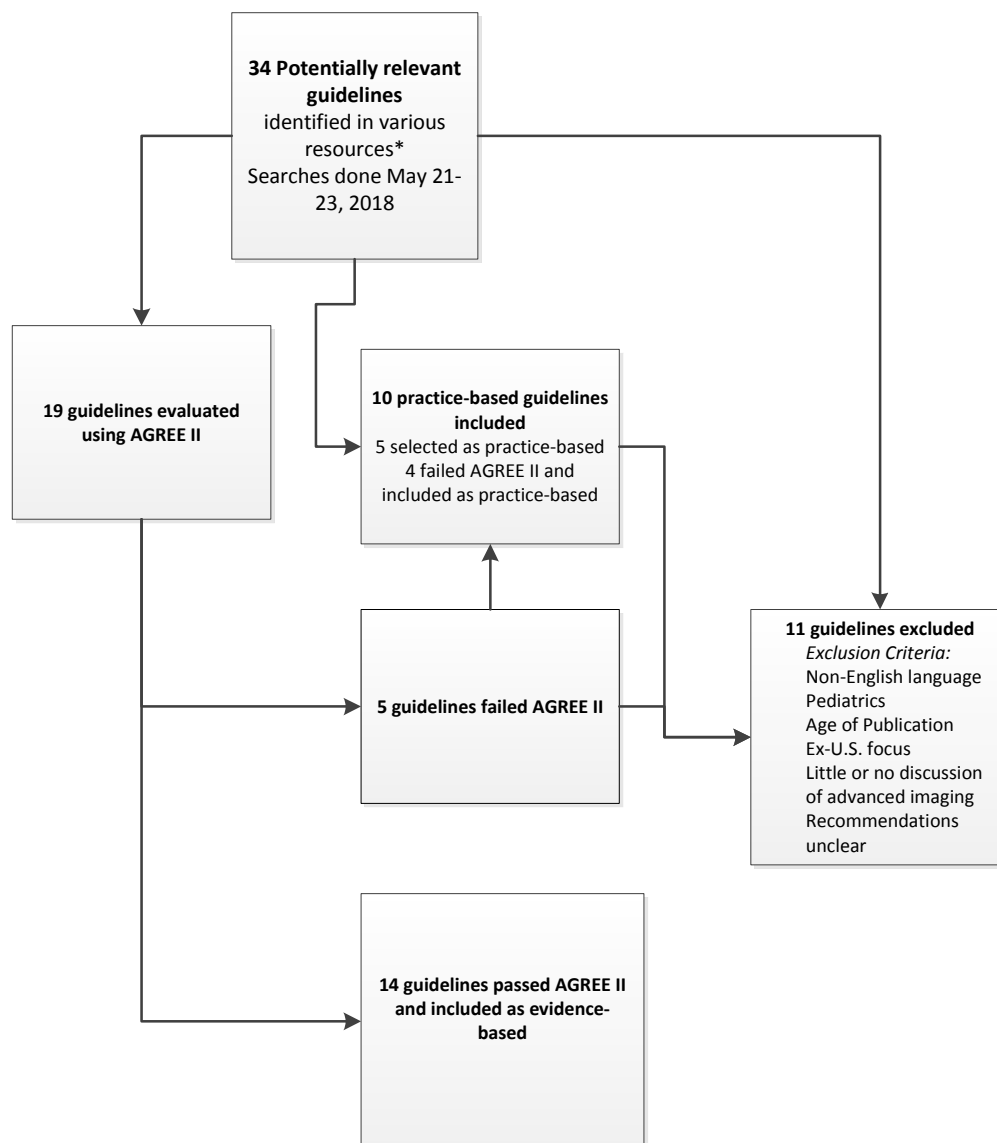 34 Potentially relevant
guidelines
identified in various
resources*
Searches done May 21-
23, 2018
19 guidelines evaluated
using AGREE II
10 practice-based guidelines
included
5 selected as practice-based
4 failed AGREE II and
included as practice-based
5 guidelines failed AGREE II
11 guidelines excluded
Exclusion Criteria:
Non-English language
Pediatrics
Age of Publication
Ex-U.S. focus
Little or no discussion
of advanced imaging
Recommendations
unclear
14 guidelines passed AGREE II
and included as evidence-
based